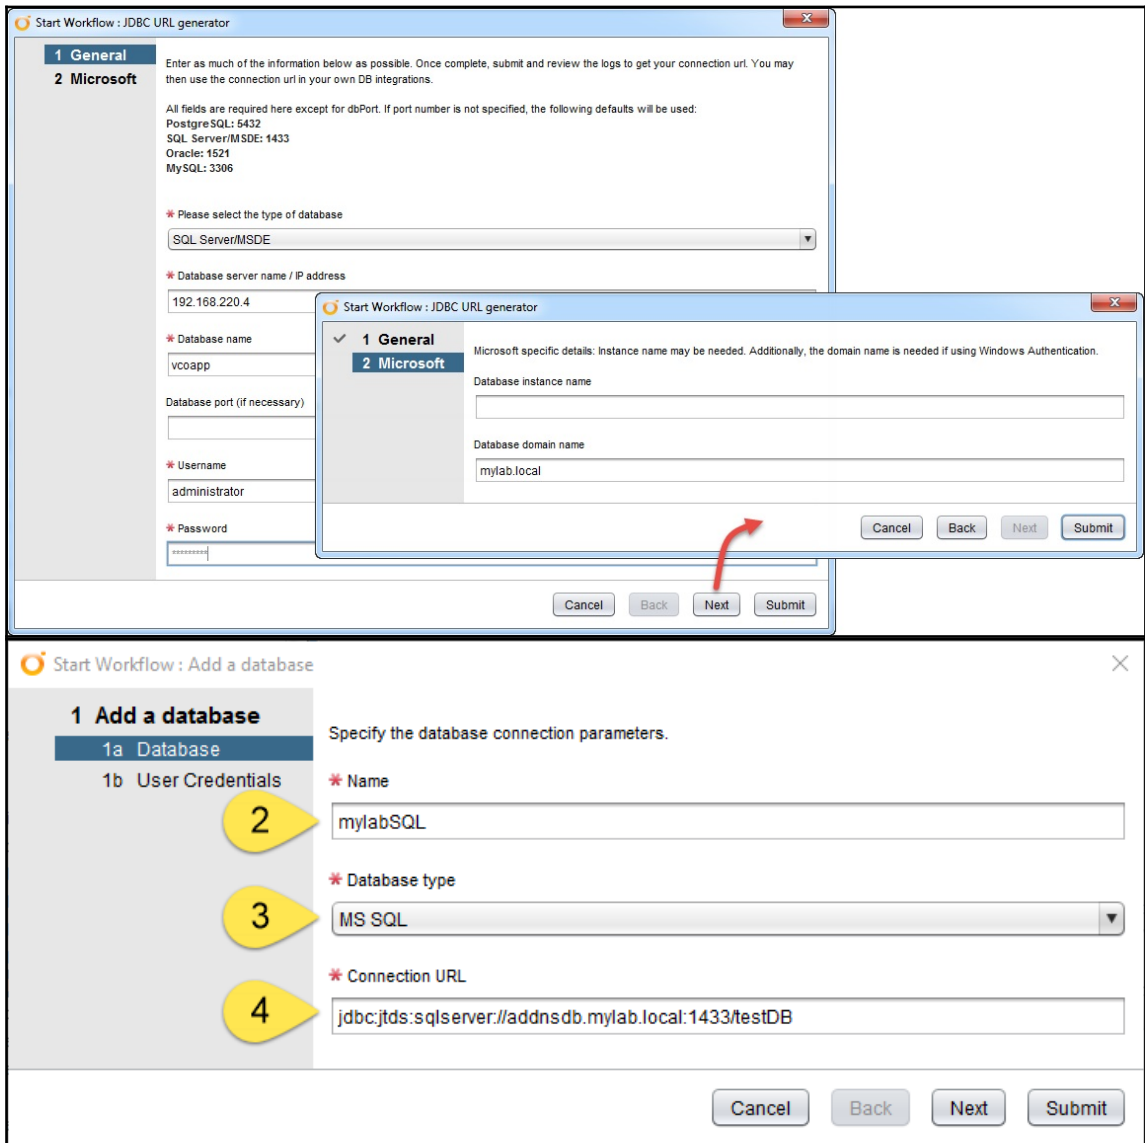 Start Workflow : JDBC URL generator
1 General
2 Microsoft
Enter as much of the information below as possible. Once complete, submit and review the logs to get your connection url. You may
then use the connection url in your own DB integrations.
All fields are required here except for dbPort. If port number is not specified, the following defaults will be used:
PostgreSQL: 5432
SQL Server/MSDE: 1433
Oracle: 1521
MySQL: 3306
* Please select the type of database
SQL Server/MSDE
* Database server name / IP address
192.168.220.4
* Database name
vcoapp
Database port (if necessary)
* Username
administrator
* Password
*********
Cancel Back Next Submit
Start Workflow : JDBC URL generator
1 General
2 Microsoft
Microsoft specific details: Instance name may be needed. Additionally, the domain name is needed if using Windows Authentication.
Database instance name
Database domain name
mylab.local
Cancel Back Next Submit
Start Workflow : Add a database
1 Add a database
1a Database
1b User Credentials
Specify the database connection parameters.
* Name
2
mylabSQL
* Database type
3
MS SQL
* Connection URL
4
jdbc:jtds:sqlserver://addnsdb.mylab.local:1433/testDB
Cancel Back Next Submit